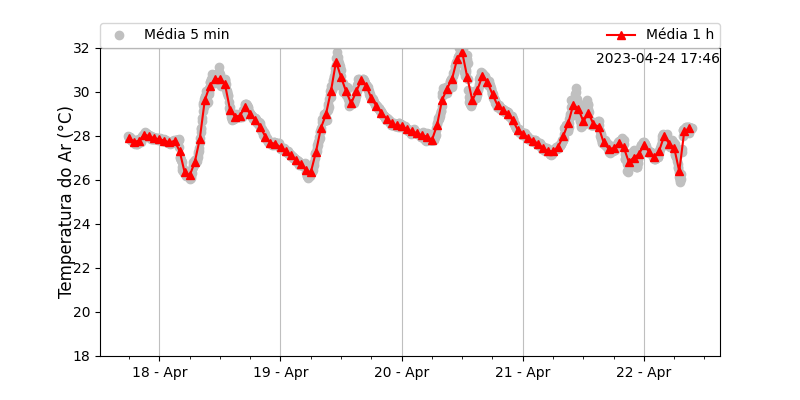 Média 5 min
Média 1 h
2023-04-24 17:46
Temperatura do Ar (°C)
32
30
28
26
24
22
20
18
18 - Apr
19 - Apr
20 - Apr
21 - Apr
22 - Apr